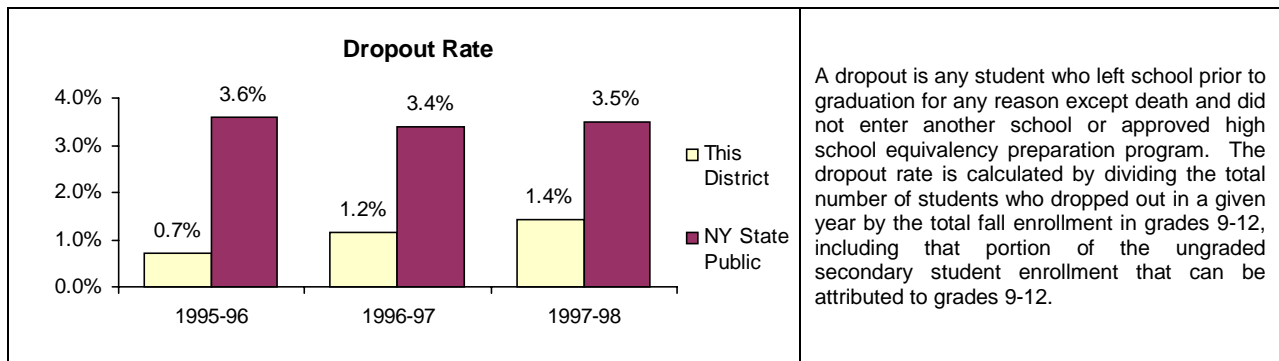 Dropout Rate
4.0%
3.0%
2.0%
1.0%
0.0%
3.6%
3.4%
3.5%
0.7%
1.2%
1.4%
1995-96
1996-97
1997-98
This
District
NY State
Public
A dropout is any student who left school prior to
graduation for any reason except death and did
not enter another school or approved high
school equivalency preparation program. The
dropout rate is calculated by dividing the total
number of students who dropped out in a given
year by the total fall enrollment in grades 9-12,
including that portion of the ungraded
secondary student enrollment that can be
attributed to grades 9-12.